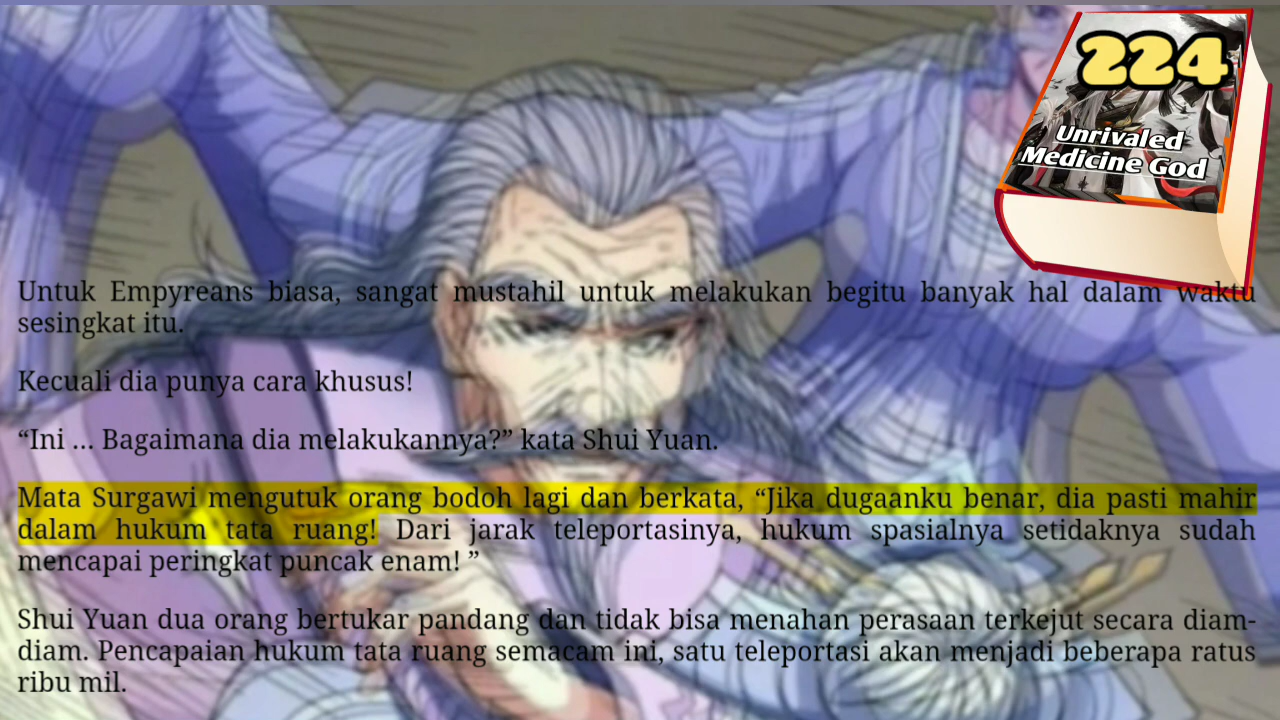 224
Unrivaled
Medicine God
Untuk Empyreans biasa, sangat mustahil untuk melakukan begitu banyak hal dalam waktu
sesingkat itu.
Kecuali dia punya cara khusus!
“Ini ... Bagaimana dia melakukannya?” kata Shui Yuan.
Mata Surgawi mengutuk orang bodoh lagi dan berkata, “Jika dugaanku benar, dia pasti mahir
dalam hukum tata ruang! Dari jarak teleportasinya, hukum spasialnya setidaknya sudah
mencapai peringkat puncak enam! ”
Shui Yuan dua orang bertukar pandang dan tidak bisa menahan perasaan terkejut secara diam-
diam. Pencapaian hukum tata ruang semacam ini, satu teleportasi akan menjadi beberapa ratus
ribu mil.